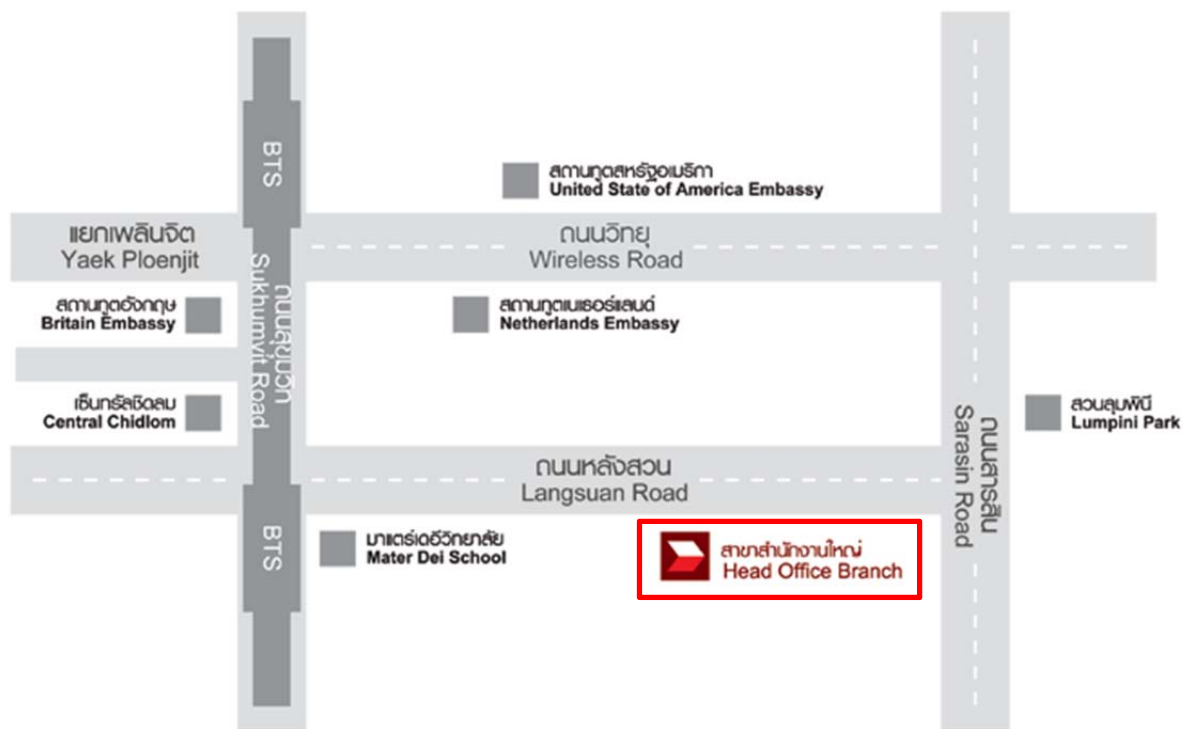 BTS
สถานทูตสหรัฐอเมริกา
United State of America Embassy
แยกเพลินจิต
Yaek Ploenjit
ถนนวิทยุ
Wireless Road
สถานทูตอังกฤษ
Britain Embassy
ถนนสุขุมวิท
Sukhumvit Road
สถานทูตเนเธอร์แลนด์
Netherlands Embassy
เซ็นทรัลชิดลม
Central Chidlom
สวนลุมพินี
Lumpini Park
ถนนหลังสวน
Langsuan Road
ถนนสารสิน
Sarasin Road
BTS
มาแตร์เดอีวิทยาลัย
Mater Dei School
สาขาสำนักงานใหญ่
Head Office Branch